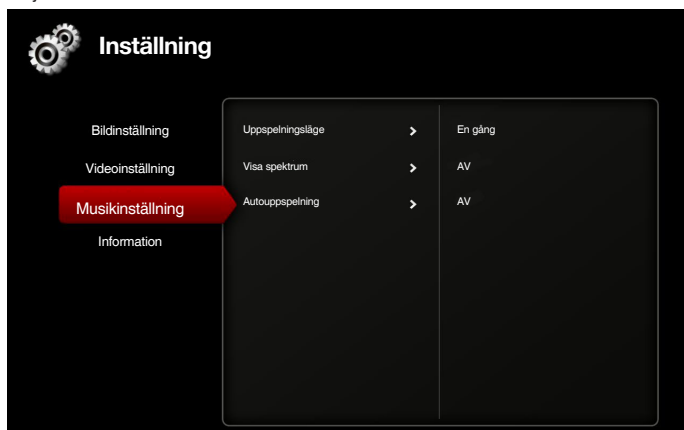 Inställning
Bildinställning
Videoinställning
Musikinställning
Information
Uppspelningsläge
En gång
Visa spektrum
AV
Autouppspelning
AV